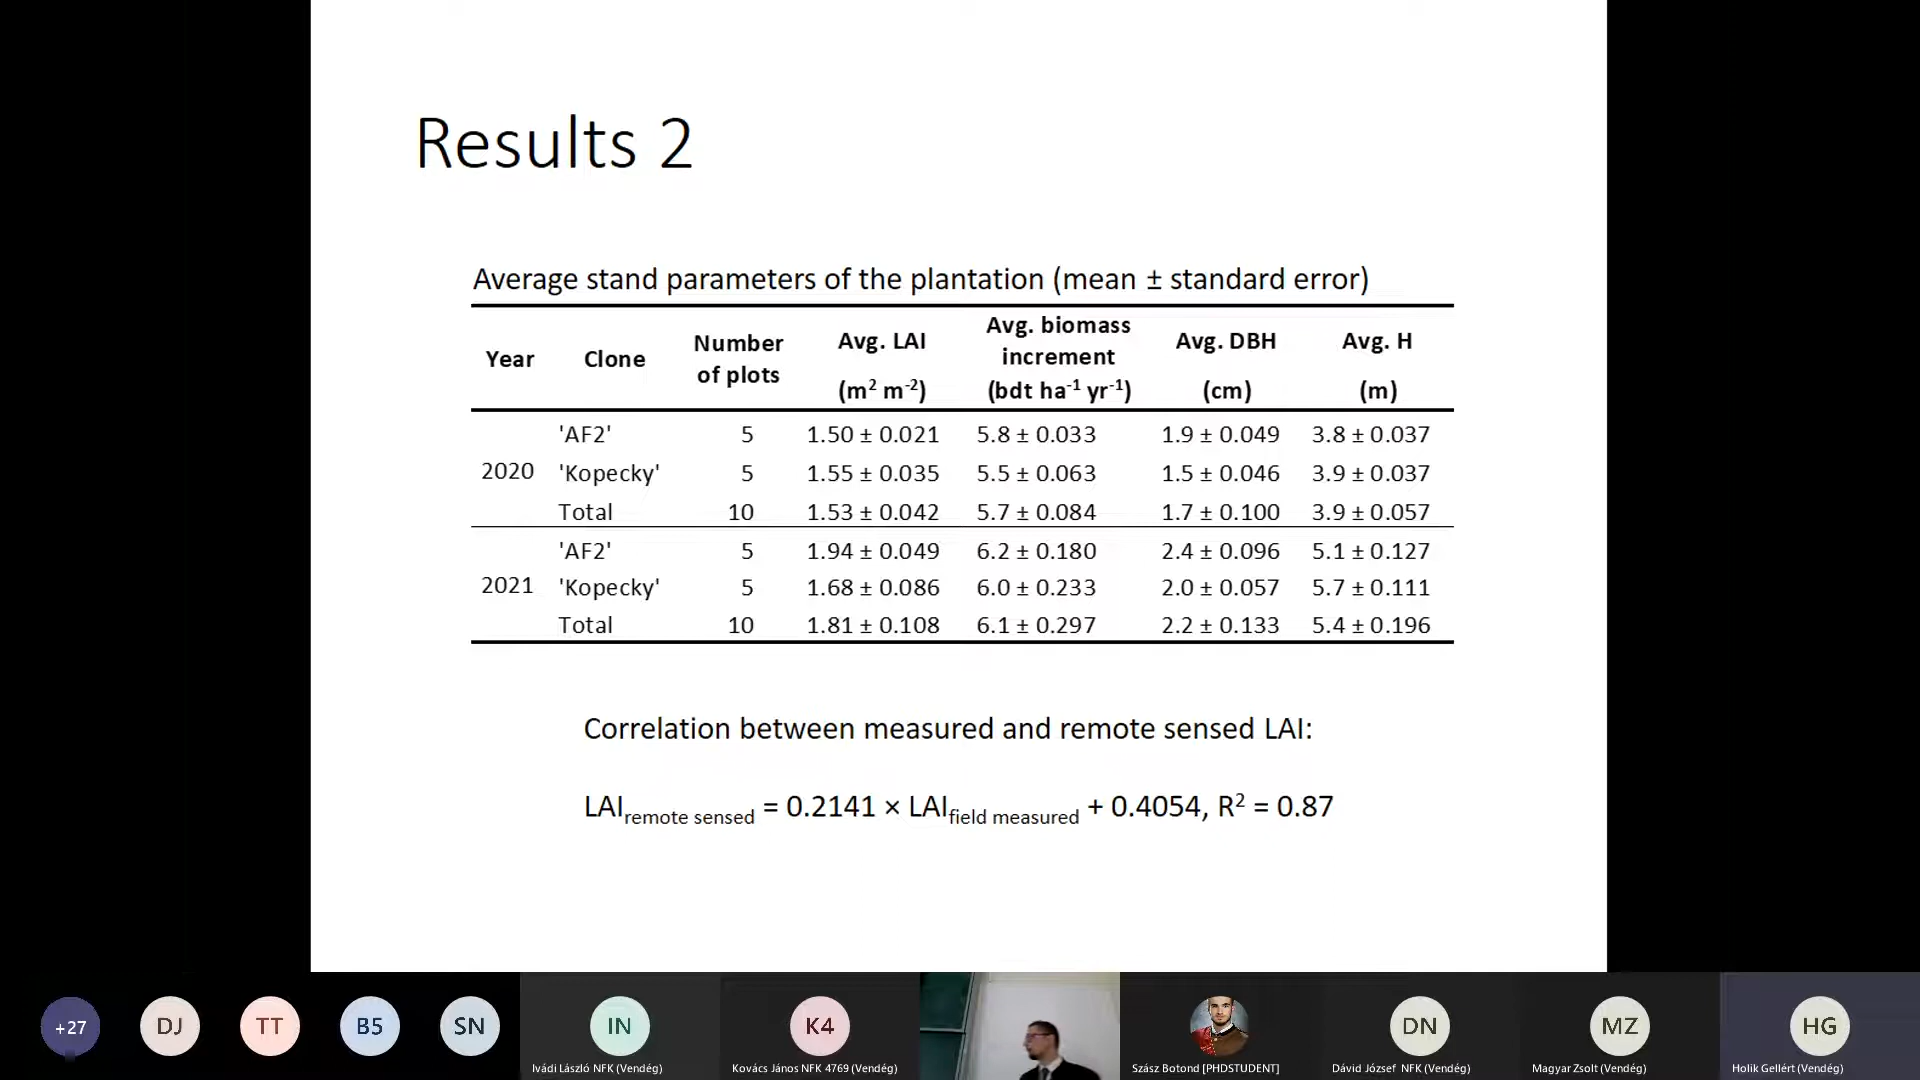 Results 2
Average stand parameters of the plantation (mean ± standard error)
Year Clone Number of plots Avg. LAI (m² m⁻²) Avg. biomass increment (bdt ha⁻¹ yr⁻¹) Avg. DBH (cm) Avg. H (m)
2020 'AF2' 5 1.50 ± 0.021 5.8 ± 0.033 1.9 ± 0.049 3.8 ± 0.037
'Kopecky' 5 1.55 ± 0.035 5.5 ± 0.063 1.5 ± 0.046 3.9 ± 0.037
Total 10 1.53 ± 0.042 5.7 ± 0.084 1.7 ± 0.100 3.9 ± 0.057
2021 'AF2' 5 1.94 ± 0.049 6.2 ± 0.180 2.4 ± 0.096 5.1 ± 0.127
'Kopecky' 5 1.68 ± 0.086 6.0 ± 0.233 2.0 ± 0.057 5.7 ± 0.111
Total 10 1.81 ± 0.108 6.1 ± 0.297 2.2 ± 0.133 5.4 ± 0.196
Correlation between measured and remote sensed LAI:
LAI remote sensed = 0.2141 × LAI field measured + 0.4054, R² = 0.87
+27 DJ TT B5 SN IN K4 DN MZ HG
Ivádi László NFK (Vendég) Kovács János NFK 4769 (Vendég) Szász Botond [PHDSTUDENT] Dávid József NFK (Vendég) Magyar Zsolt (Vendég) Holik Gellért (Vendég)